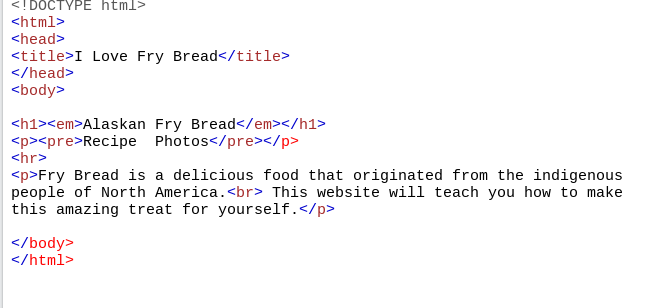 <!DOCTYPE html>
<html>
<head>
<title>I Love Fry Bread</title>
</head>
<body>
<h1><em>Alaskan Fry Bread</em></h1>
<p><pre>Recipe  Photos</pre></p>
<hr>
<p>Fry Bread is a delicious food that originated from the indigenous
people of North America.<br> This website will teach you how to make
this amazing treat for yourself.</p>
</body>
</html>